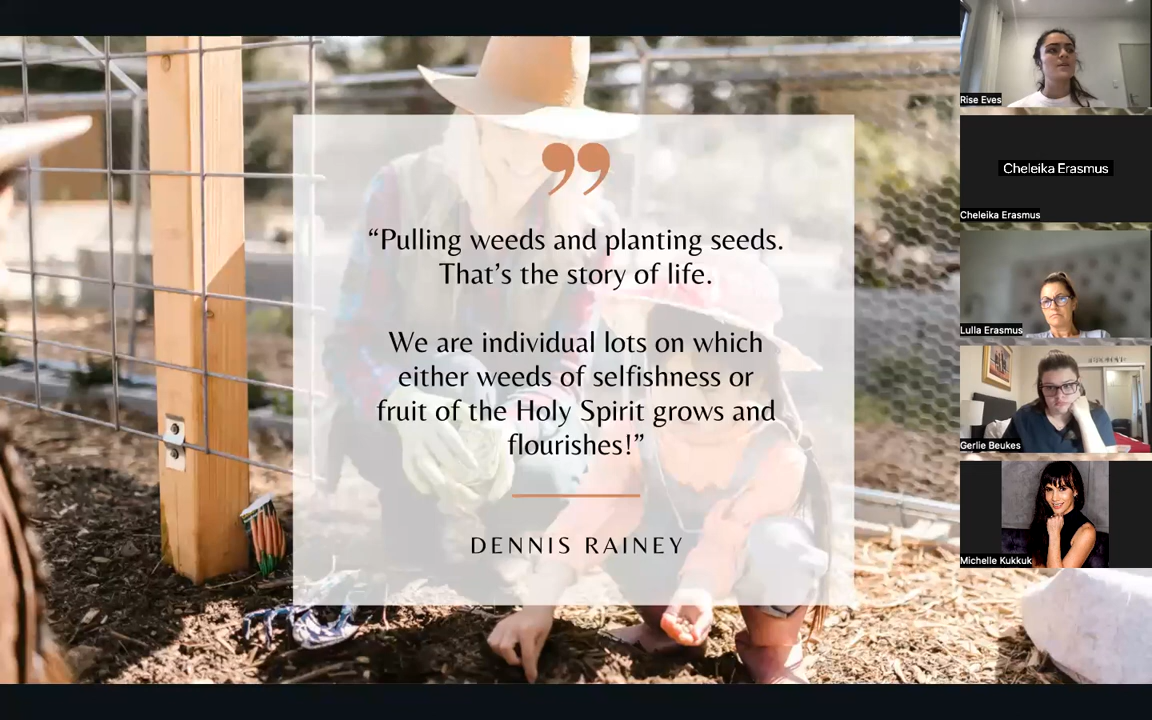 ”
“Pulling weeds and planting seeds.
That’s the story of life.
We are individual lots on which
either weeds of selfishness or
fruit of the Holy Spirit grows and
flourishes!”
DENNIS RAINEY
Rise Eves
Cheleika Erasmus
Cheleika Erasmus
Lulla Erasmus
Gerlie Beukes
Michelle Kukkuk